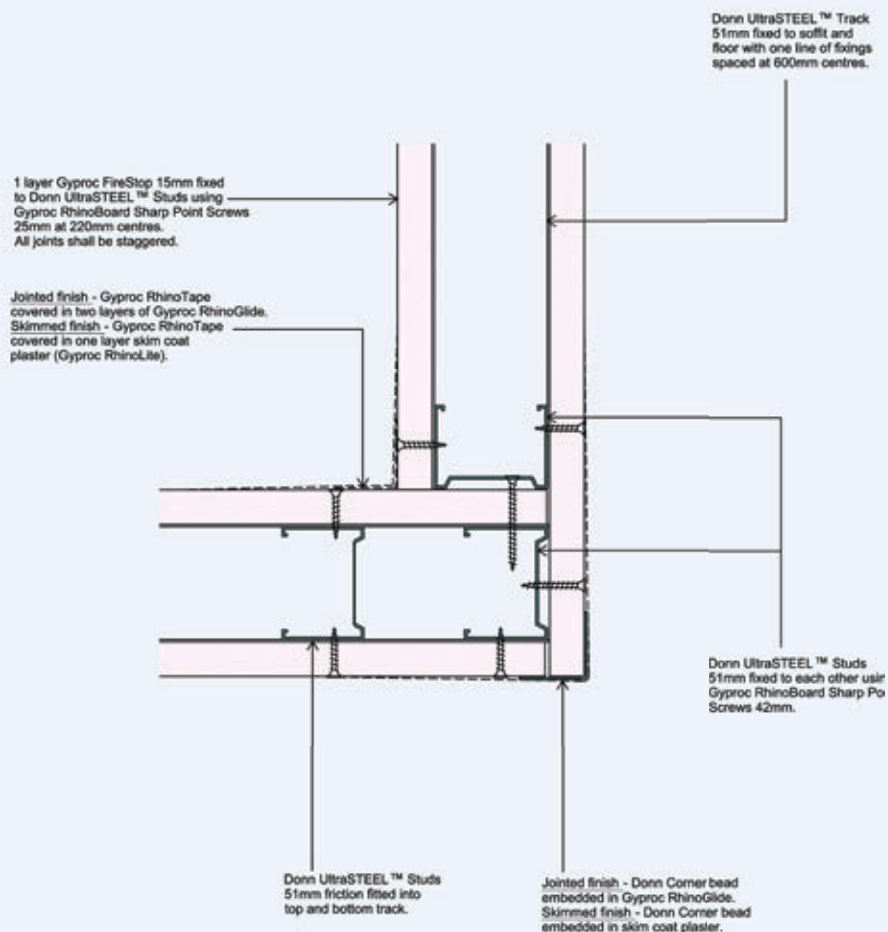 Donn UltraSTEEL™ Track
51mm fixed to soffit and
floor with one line of fixings
spaced at 600mm centres.
1 layer Gyproc FireStop 15mm fixed
to Donn UltraSTEEL™ Studs using
Gyproc RhinoBoard Sharp Point Screws
25mm at 220mm centres.
All joints shall be staggered.
Jointed finish - Gyproc RhinoTape
covered in two layers of Gyproc RhinoGlide.
Skimmed finish - Gyproc RhinoTape
covered in one layer skim coat
plaster (Gyproc RhinoLite).
Donn UltraSTEEL™ Studs
51mm fixed to each other
Gyproc RhinoBoard Sharp
Screws 42mm.
Donn UltraSTEEL™ Studs
51mm friction fitted into
top and bottom track.
Jointed finish - Donn Corner bead
embedded in Gyproc RhinoGlide.
Skimmed finish - Donn Corner bead
embedded in skim coat plaster.